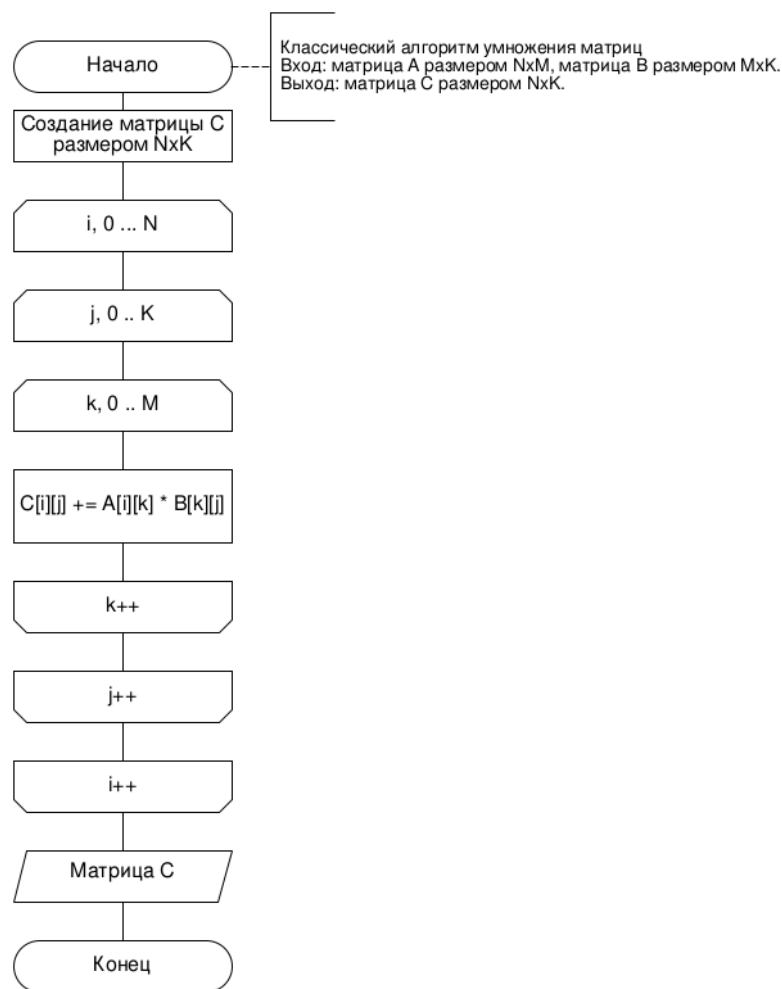 Начало
Классический алгоритм умножения матриц
Вход: матрица A размером NxM, матрица B размером MxK.
Выход: матрица C размером NxK.
Создание матрицы C
размером NxK
i, 0 ... N
j, 0 .. K
k, 0 .. M
C[i][j] += A[i][k] * B[k][j]
k++
j++
i++
Матрица C
Конец